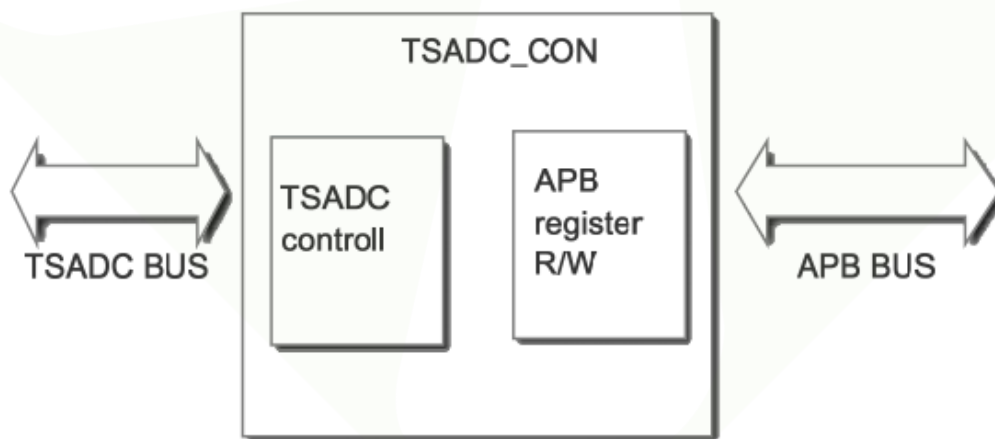 TSADC_CON
TSADC
controll
APB
register
R/W
TSADC BUS
APB BUS